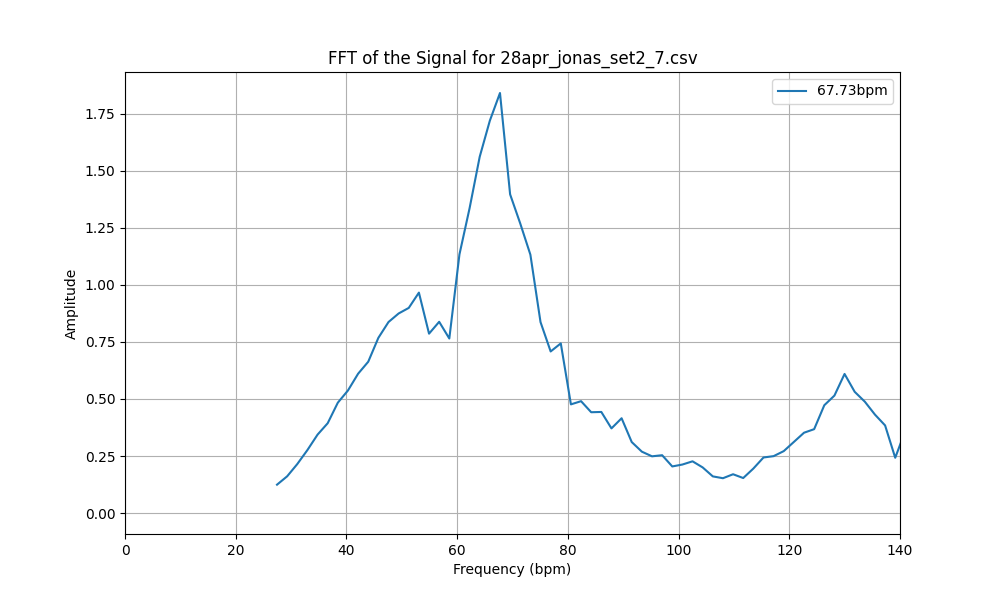 FFT of the Signal for 28apr_jonas_set2_7.csv
67.73bpm
Amplitude
1.75
1.50
1.25
1.00
0.75
0.50
0.25
0.00
0 20 40 60 80 100 120 140
Frequency (bpm)